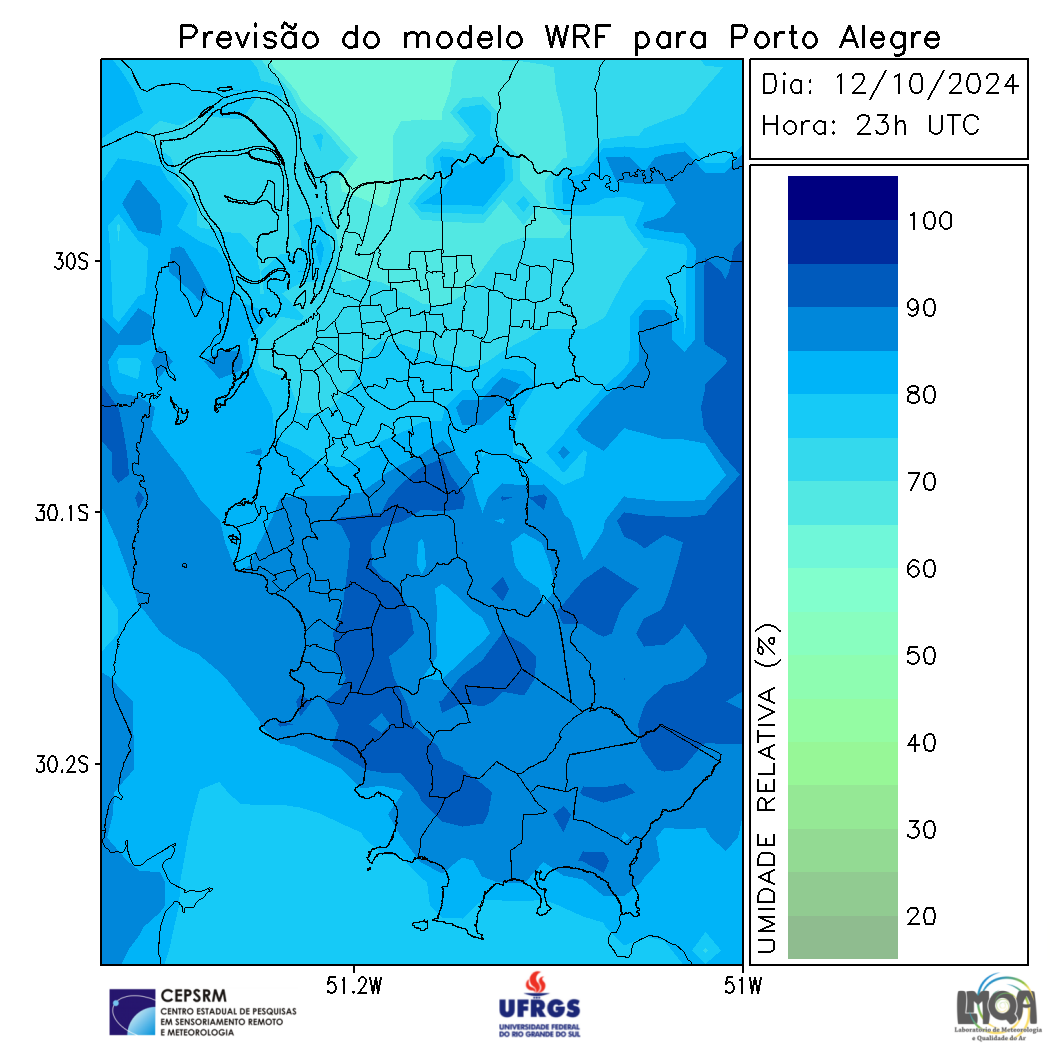 Previsão do modelo WRF para Porto Alegre
Dia: 12/10/2024
Hora: 23h UTC
100
90
80
70
60
50
40
30
20
UMIDADE RELATIVA (%)
30S
30.1S
30.2S
51.2W
51W
CEPSRM
CENTRO ESTADUAL DE PESQUISAS
EM SENSORIAMENTO REMOTO
E METEOROLOGIA
UFRGS
UNIVERSIDADE FEDERAL
DO RIO GRANDE DO SUL
LMQA
Laboratório de Meteorologia
e Qualidade do Ar